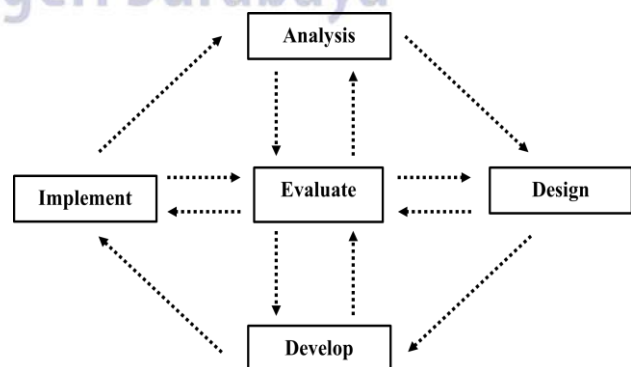 Analysis
Implement
Evaluate
Design
Develop